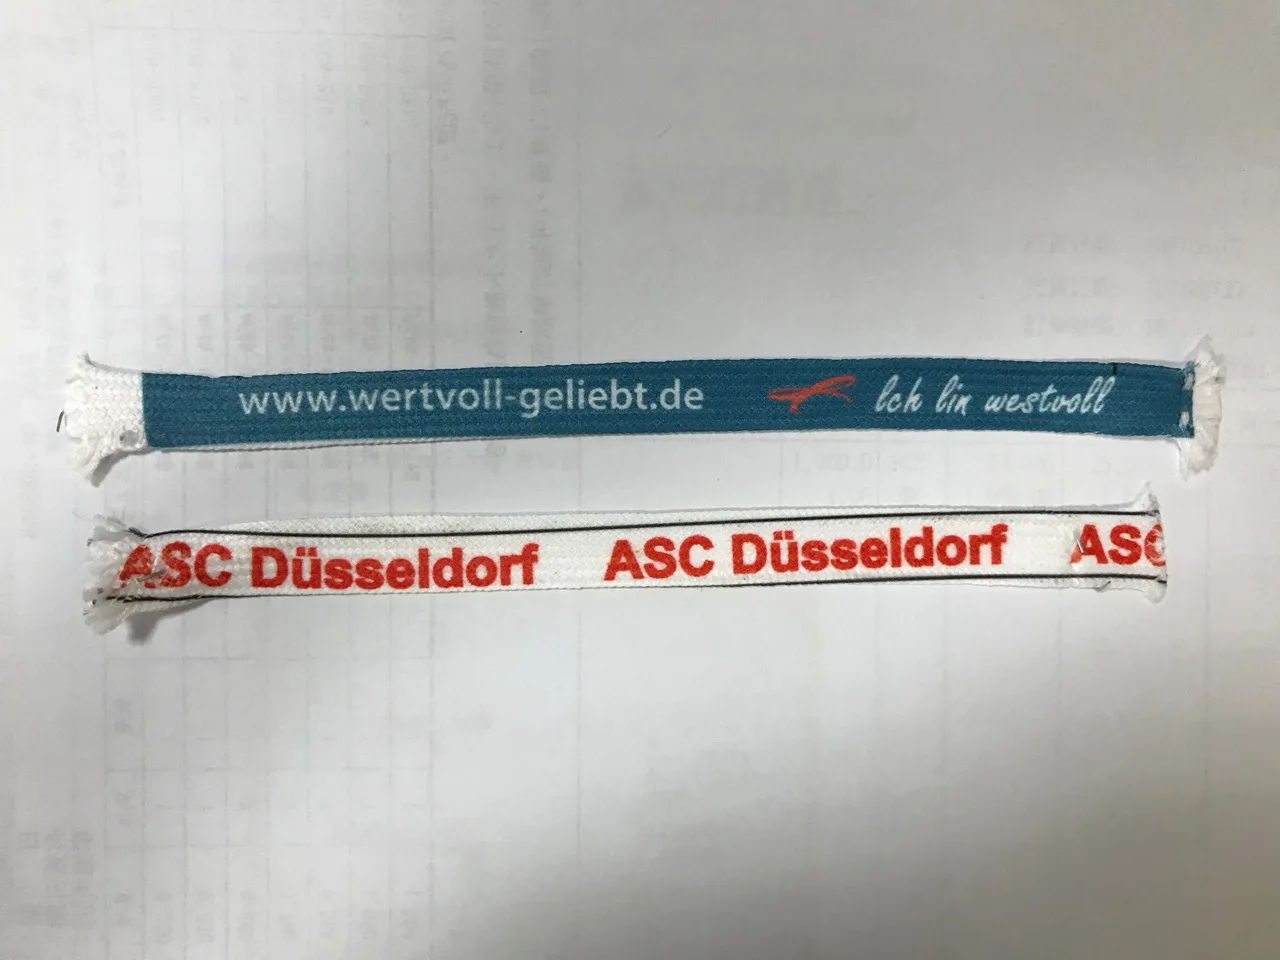 www.wertvoll-geliebt.de Ich bin wertvoll
ASC Düsseldorf ASC Düsseldorf ASC